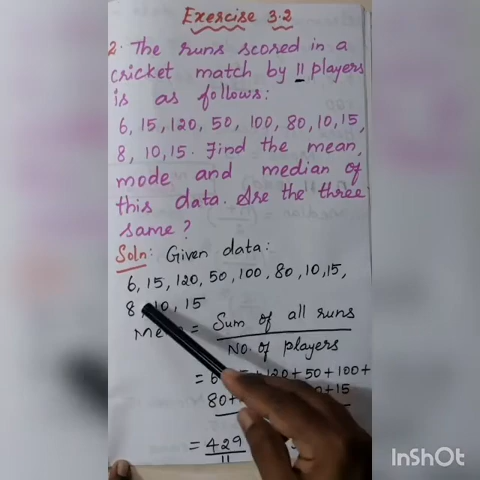 Exercise 3.2
2. The runs scored in a
cricket match by 11 players
is as follows:
6, 15, 120, 50, 100, 80, 10, 15,
8, 10, 15. Find the mean,
mode and median of
this data. Are the three
same?
Soln: Given data:
6, 15, 120, 50, 100, 80, 10, 15,
8, 10, 15
= Sum of all runs
No. of players
= 6 + 120 + 50 + 100 +
80 + + 15
= 429
11
InShOt